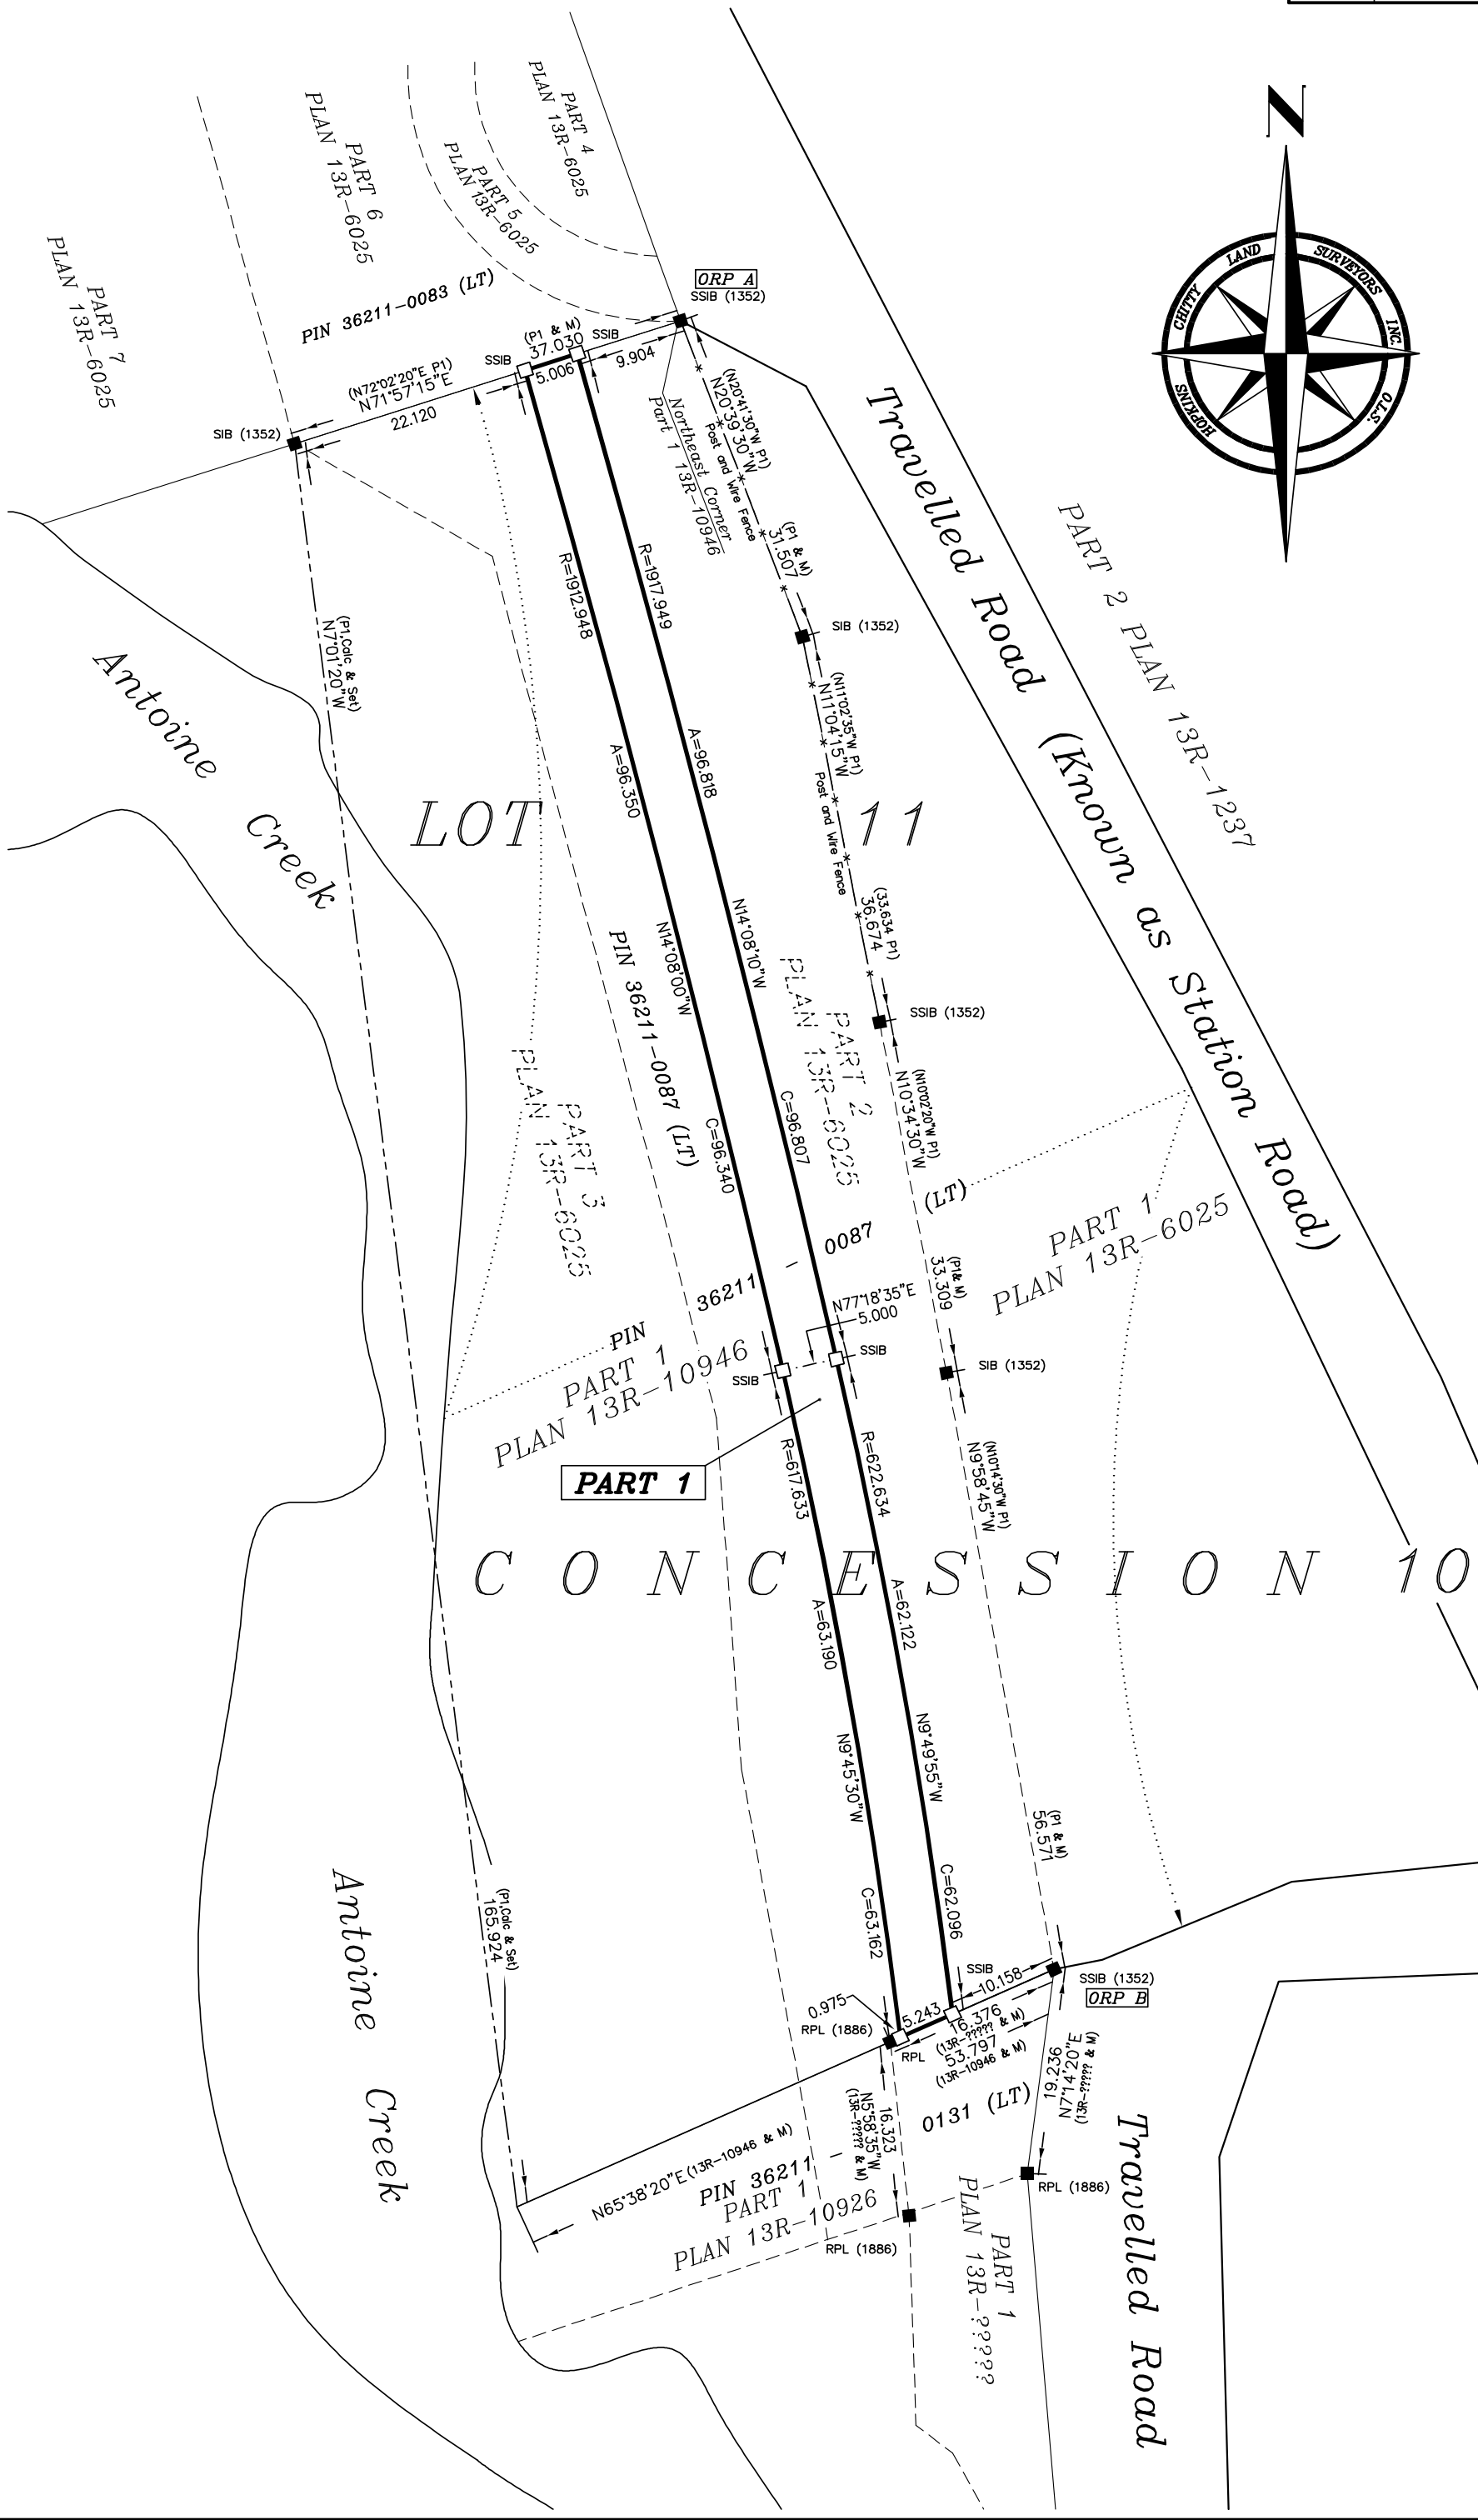 N
LAND
SURVEYORS
INC.
O.L.S.
HOPKINS
CHITTY
PART 4
PLAN 13R-6025
PART 5
PLAN 13R-6025
PART 6
PLAN 13R-6025
PART 7
PLAN 13R-6025
PIN 36211-0083 (LT)
ORP A
SSIB (1352)
(P1 & M)
37.030
SSIB
SSIB
5.006
9.904
(N72°02'20"E P1)
N71°57'15"E
22.120
SIB (1352)
(N20°41'30"W P1)
N20°39'30"W
Post and Wire Fence
Northeast Corner
Part 1 13R-10946
(P1 & M)
31.507
SIB (1352)
Travelled Road (Known as Station Road)
PART 2 PLAN 13R-1237
R=1912.948
R=1917.949
(P1,Calc & Set)
N7°01'20"W
Antoine Creek
(N11°02'35"W P1)
N11°04'15"W
Post and Wire Fence
A=96.350
A=96.818
LOT 11
(33.634 P1)
36.674
N14°08'00"W
N14°08'10"W
PIN 36211-0087 (LT)
PART 2
PLAN 13R-6025
SSIB (1352)
(N10°02'20"W P1)
N10°34'30"W
PART 3
PLAN 13R-6025
C=96.340
C=96.807
PIN 36211 - 0087 (LT)
PART 1
PLAN 13R-6025
(P1& M)
33.309
N77°18'35"E
5.000
SSIB
SSIB
SIB (1352)
PART 1
PLAN 13R-10946
PART 1
R=617.633
R=622.634
(N10°14'30"W P1)
N9°58'45"W
CONCESSION 10
A=63.190
A=62.122
N9°45'30"W
N9°49'55"W
(P1 & M)
56.571
C=63.162
C=62.096
(P1,Calc & Set)
165.924
Antoine Creek
SSIB
10.158
SSIB (1352)
ORP B
0.975
RPL (1886)
5.243
RPL
16.376
(13R-????? & M)
53.797
(13R-10946 & M)
19.236
N7°14'20"E
(13R-????? & M)
16.323
N5°58'35"W
(13R-????? & M)
N65°38'20"E(13R-10946 & M)
PIN 36211 - 0131 (LT)
PART 1
PLAN 13R-10926
RPL (1886)
RPL (1886)
PART 1
PLAN 13R-?????
Travelled Road